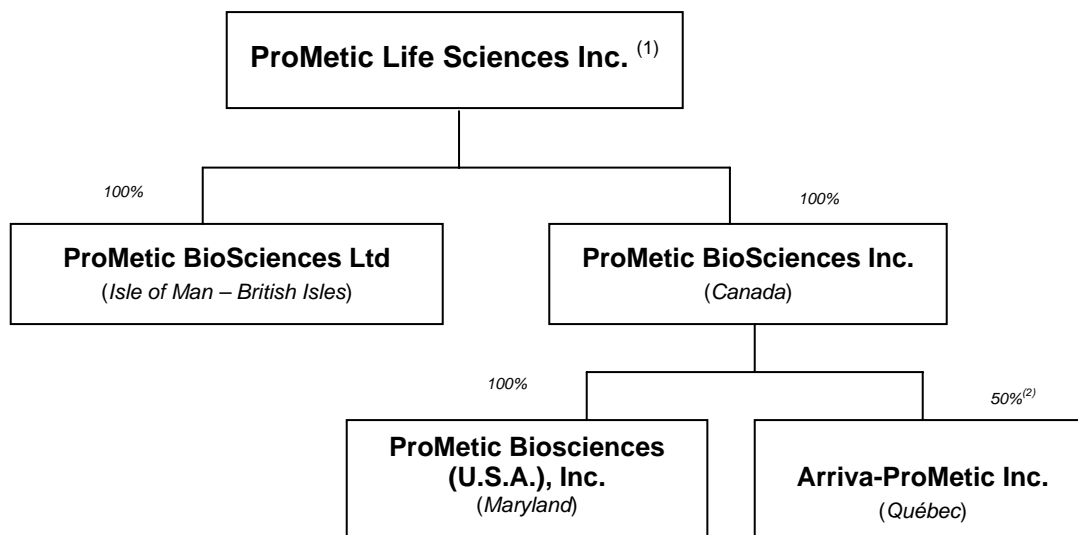 ProMetic Life Sciences Inc. (1)
100%
100%
ProMetic BioSciences Ltd
(Isle of Man – British Isles)
ProMetic BioSciences Inc.
(Canada)
100%
50%(2)
ProMetic Biosciences
(U.S.A.), Inc.
(Maryland)
Arriva-ProMetic Inc.
(Québec)